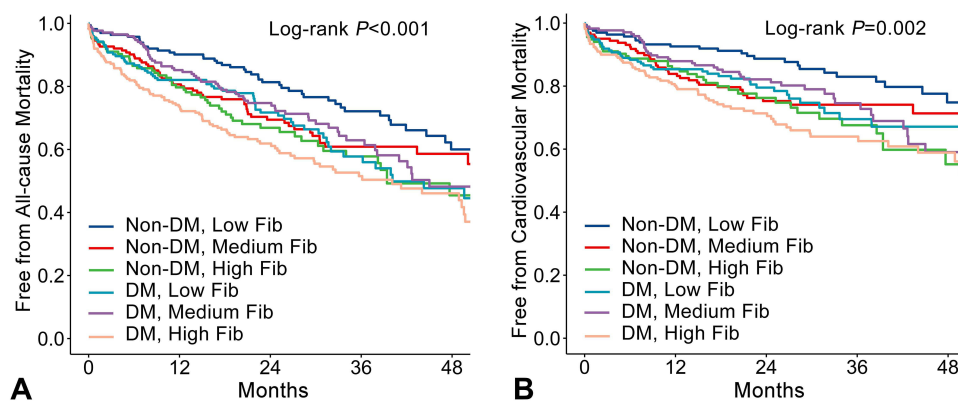 Free from All-cause Mortality
1.0
0.8
0.6
0.4
0.2
0.0
Log-rank P<0.001
Non-DM, Low Fib
Non-DM, Medium Fib
Non-DM, High Fib
DM, Low Fib
DM, Medium Fib
DM, High Fib
0 12 24 36 48
Months
A
Free from Cardiovascular Mortality
1.0
0.8
0.6
0.4
0.2
0.0
Log-rank P=0.002
Non-DM, Low Fib
Non-DM, Medium Fib
Non-DM, High Fib
DM, Low Fib
DM, Medium Fib
DM, High Fib
0 12 24 36 48
Months
B